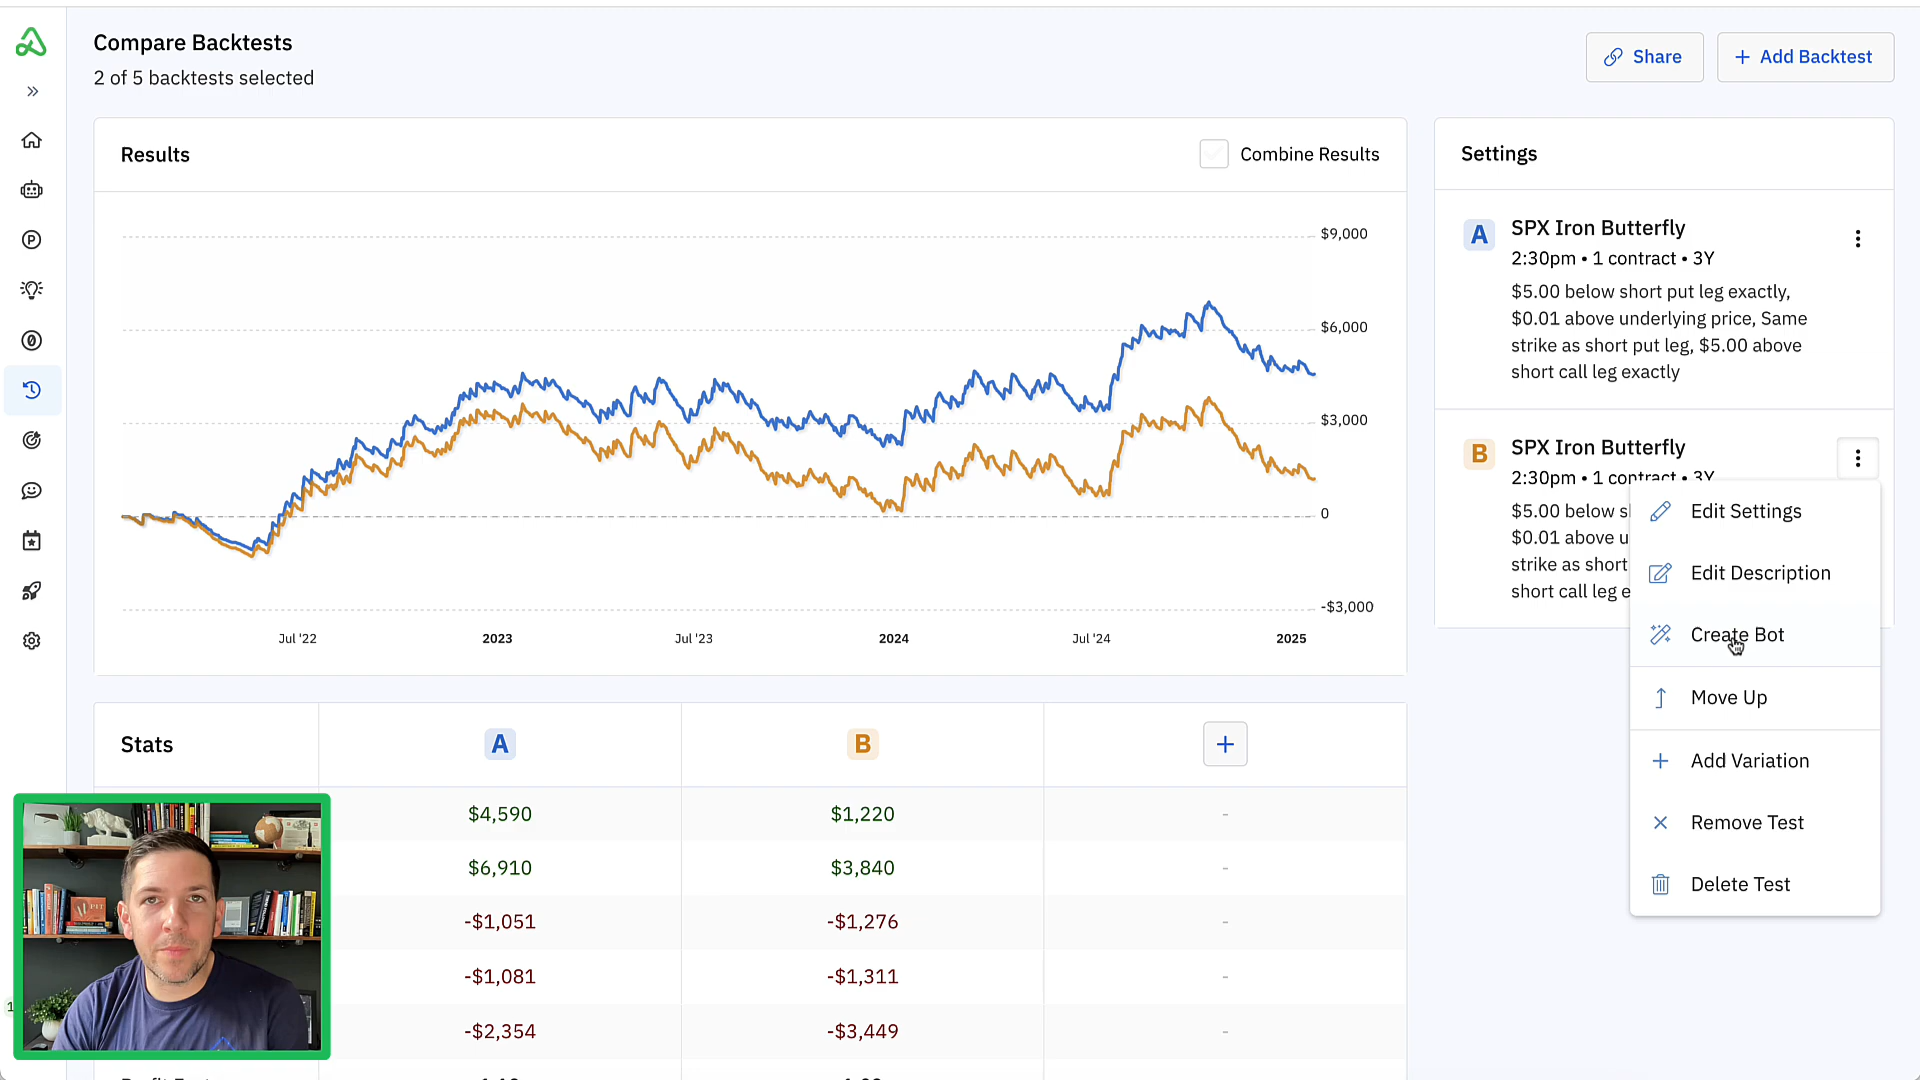 Compare Backtests
2 of 5 backtests selected
Share
+ Add Backtest
Results
Combine Results
$9,000
$6,000
$3,000
0
-$3,000
Jul '22
2023
Jul '23
2024
Jul '24
2025
Settings
A
SPX Iron Butterfly
2:30pm • 1 contract • 3Y
$5.00 below short put leg exactly,
$0.01 above underlying price, Same
strike as short put leg, $5.00 above
short call leg exactly
B
SPX Iron Butterfly
2:30pm • 1 contract • 3Y
$5.00 below s
$0.01 above u
strike as short
short call leg e
Edit Settings
Edit Description
Create Bot
Move Up
Add Variation
Remove Test
Delete Test
Stats
A
B
+
$4,590
$1,220
-
$6,910
$3,840
-
-$1,051
-$1,276
-
-$1,081
-$1,311
-
-$2,354
-$3,449
-